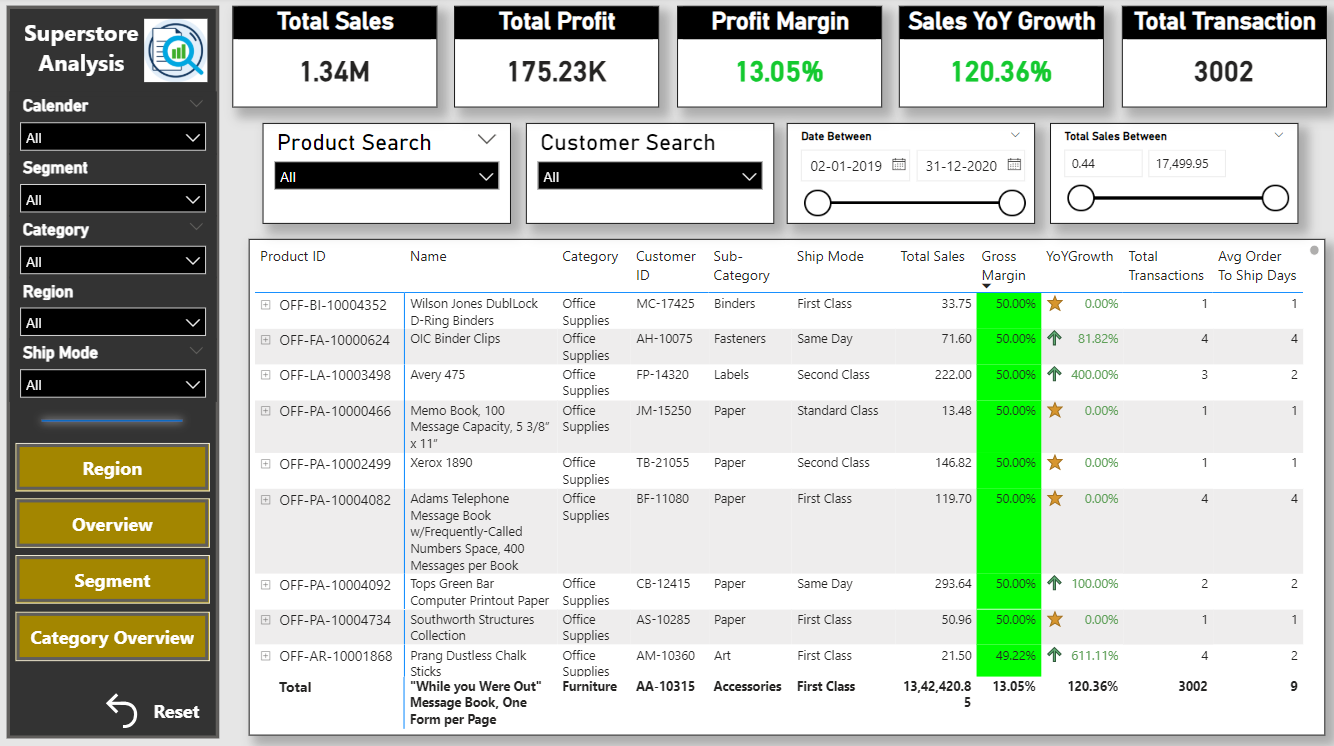 Superstore
Analysis
Calender
All
Segment
All
Category
All
Region
All
Ship Mode
All
Region
Overview
Segment
Category Overview
Reset
Total Sales
1.34M
Total Profit
175.23K
Profit Margin
13.05%
Sales YoY Growth
120.36%
Total Transaction
3002
Product Search
All
Customer Search
All
Date Between
02-01-2019 31-12-2020
Total Sales Between
0.44 17,499.95
Product ID Name Category Customer ID Sub-Category Ship Mode Total Sales Gross Margin YoYGrowth Total Transactions Avg Order To Ship Days
OFF-BI-10004352 Wilson Jones DublLock D-Ring Binders Office Supplies MC-17425 Binders First Class 33.75 50.00% 0.00% 1 1
OFF-FA-10000624 OIC Binder Clips Office Supplies AH-10075 Fasteners Same Day 71.60 50.00% 81.82% 4 4
OFF-LA-10003498 Avery 475 Office Supplies FP-14320 Labels Second Class 222.00 50.00% 400.00% 3 2
OFF-PA-10000466 Memo Book, 100 Message Capacity, 5 3/8" x 11" Office Supplies JM-15250 Paper Standard Class 13.48 50.00% 0.00% 1 1
OFF-PA-10002499 Xerox 1890 Office Supplies TB-21055 Paper Second Class 146.82 50.00% 0.00% 1 1
OFF-PA-10004082 Adams Telephone Message Book w/Frequently-Called Numbers Space, 400 Messages per Book Office Supplies BF-11080 Paper First Class 119.70 50.00% 0.00% 4 4
OFF-PA-10004092 Tops Green Bar Computer Printout Paper Office Supplies CB-12415 Paper Same Day 293.64 50.00% 100.00% 2 2
OFF-PA-10004734 Southworth Structures Collection Office Supplies AS-10285 Paper First Class 50.96 50.00% 0.00% 1 1
OFF-AR-10001868 Prang Dustless Chalk Sticks Office Supplies AM-10360 Art First Class 21.50 49.22% 611.11% 4 2
Total "While you Were Out" Message Book, One Form per Page Furniture AA-10315 Accessories First Class 13,42,420.85 13.05% 120.36% 3002 9